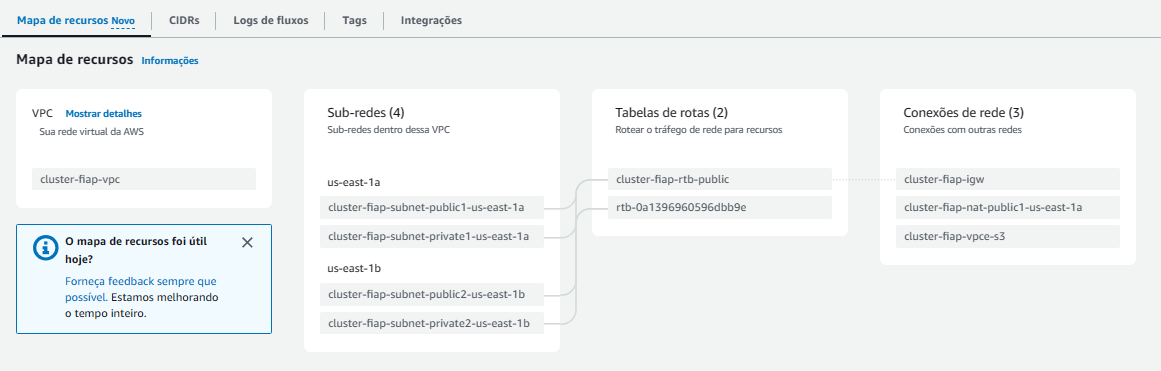 Mapa de recursos Novo
CIDRs
Logs de fluxos
Tags
Integrações
Mapa de recursos Informações
VPC Mostrar detalhes
Sua rede virtual da AWS
cluster-fiap-vpc
O mapa de recursos foi útil
hoje?
Forneça feedback sempre que
possível. Estamos melhorando
o tempo inteiro.
Sub-redes (4)
Sub-redes dentro dessa VPC
us-east-1a
cluster-fiap-subnet-public1-us-east-1a
cluster-fiap-subnet-private1-us-east-1a
us-east-1b
cluster-fiap-subnet-public2-us-east-1b
cluster-fiap-subnet-private2-us-east-1b
Tabelas de rotas (2)
Rotear o tráfego de rede para recursos
cluster-fiap-rtb-public
rtb-0a1396960596dbb9e
Conexões de rede (3)
Conexões com outras redes
cluster-fiap-igw
cluster-fiap-nat-public1-us-east-1a
cluster-fiap-vpce-s3